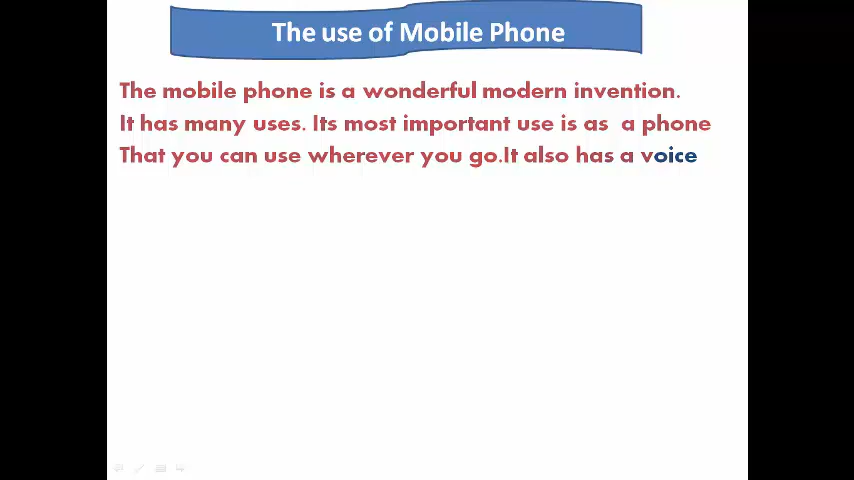 The use of Mobile Phone
The mobile phone is a wonderful modern invention.
It has many uses. Its most important use is as  a phone
That you can use wherever you go.It also has a voice